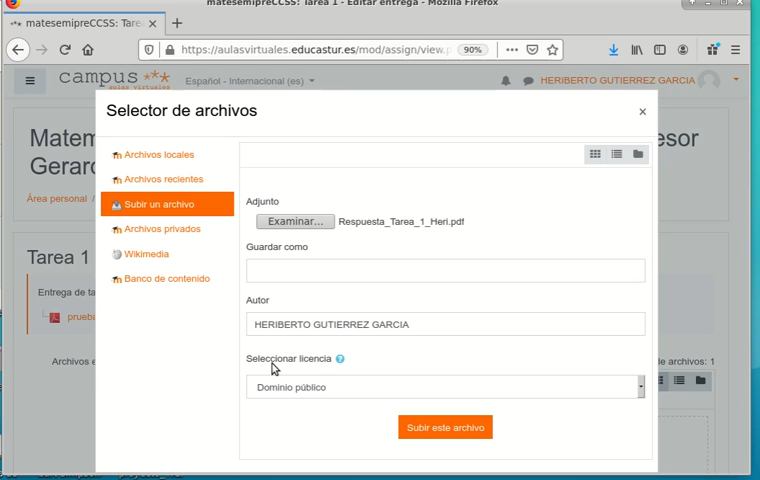 matesemipreCCSS: Tarea 1 - Editar entrega - Mozilla Firefox
matesemipreCCSS: Tare
https://aulasvirtuales.educastur.es/mod/assign/view.p
90%
campus
aulas virtuales
Español - Internacional (es)
HERIBERTO GUTIERREZ GARCIA
Selector de archivos
×
Archivos locales
Archivos recientes
Subir un archivo
Archivos privados
Wikimedia
Banco de contenido
Adjunto
Examinar...
Respuesta_Tarea_1_Heri.pdf
Guardar como
Autor
HERIBERTO GUTIERREZ GARCIA
Seleccionar licencia
Dominio público
Subir este archivo
Matem
esor
Gerard
Área personal /
Tarea 1
Entrega de ta
prueba
Archivos e
de archivos: 1